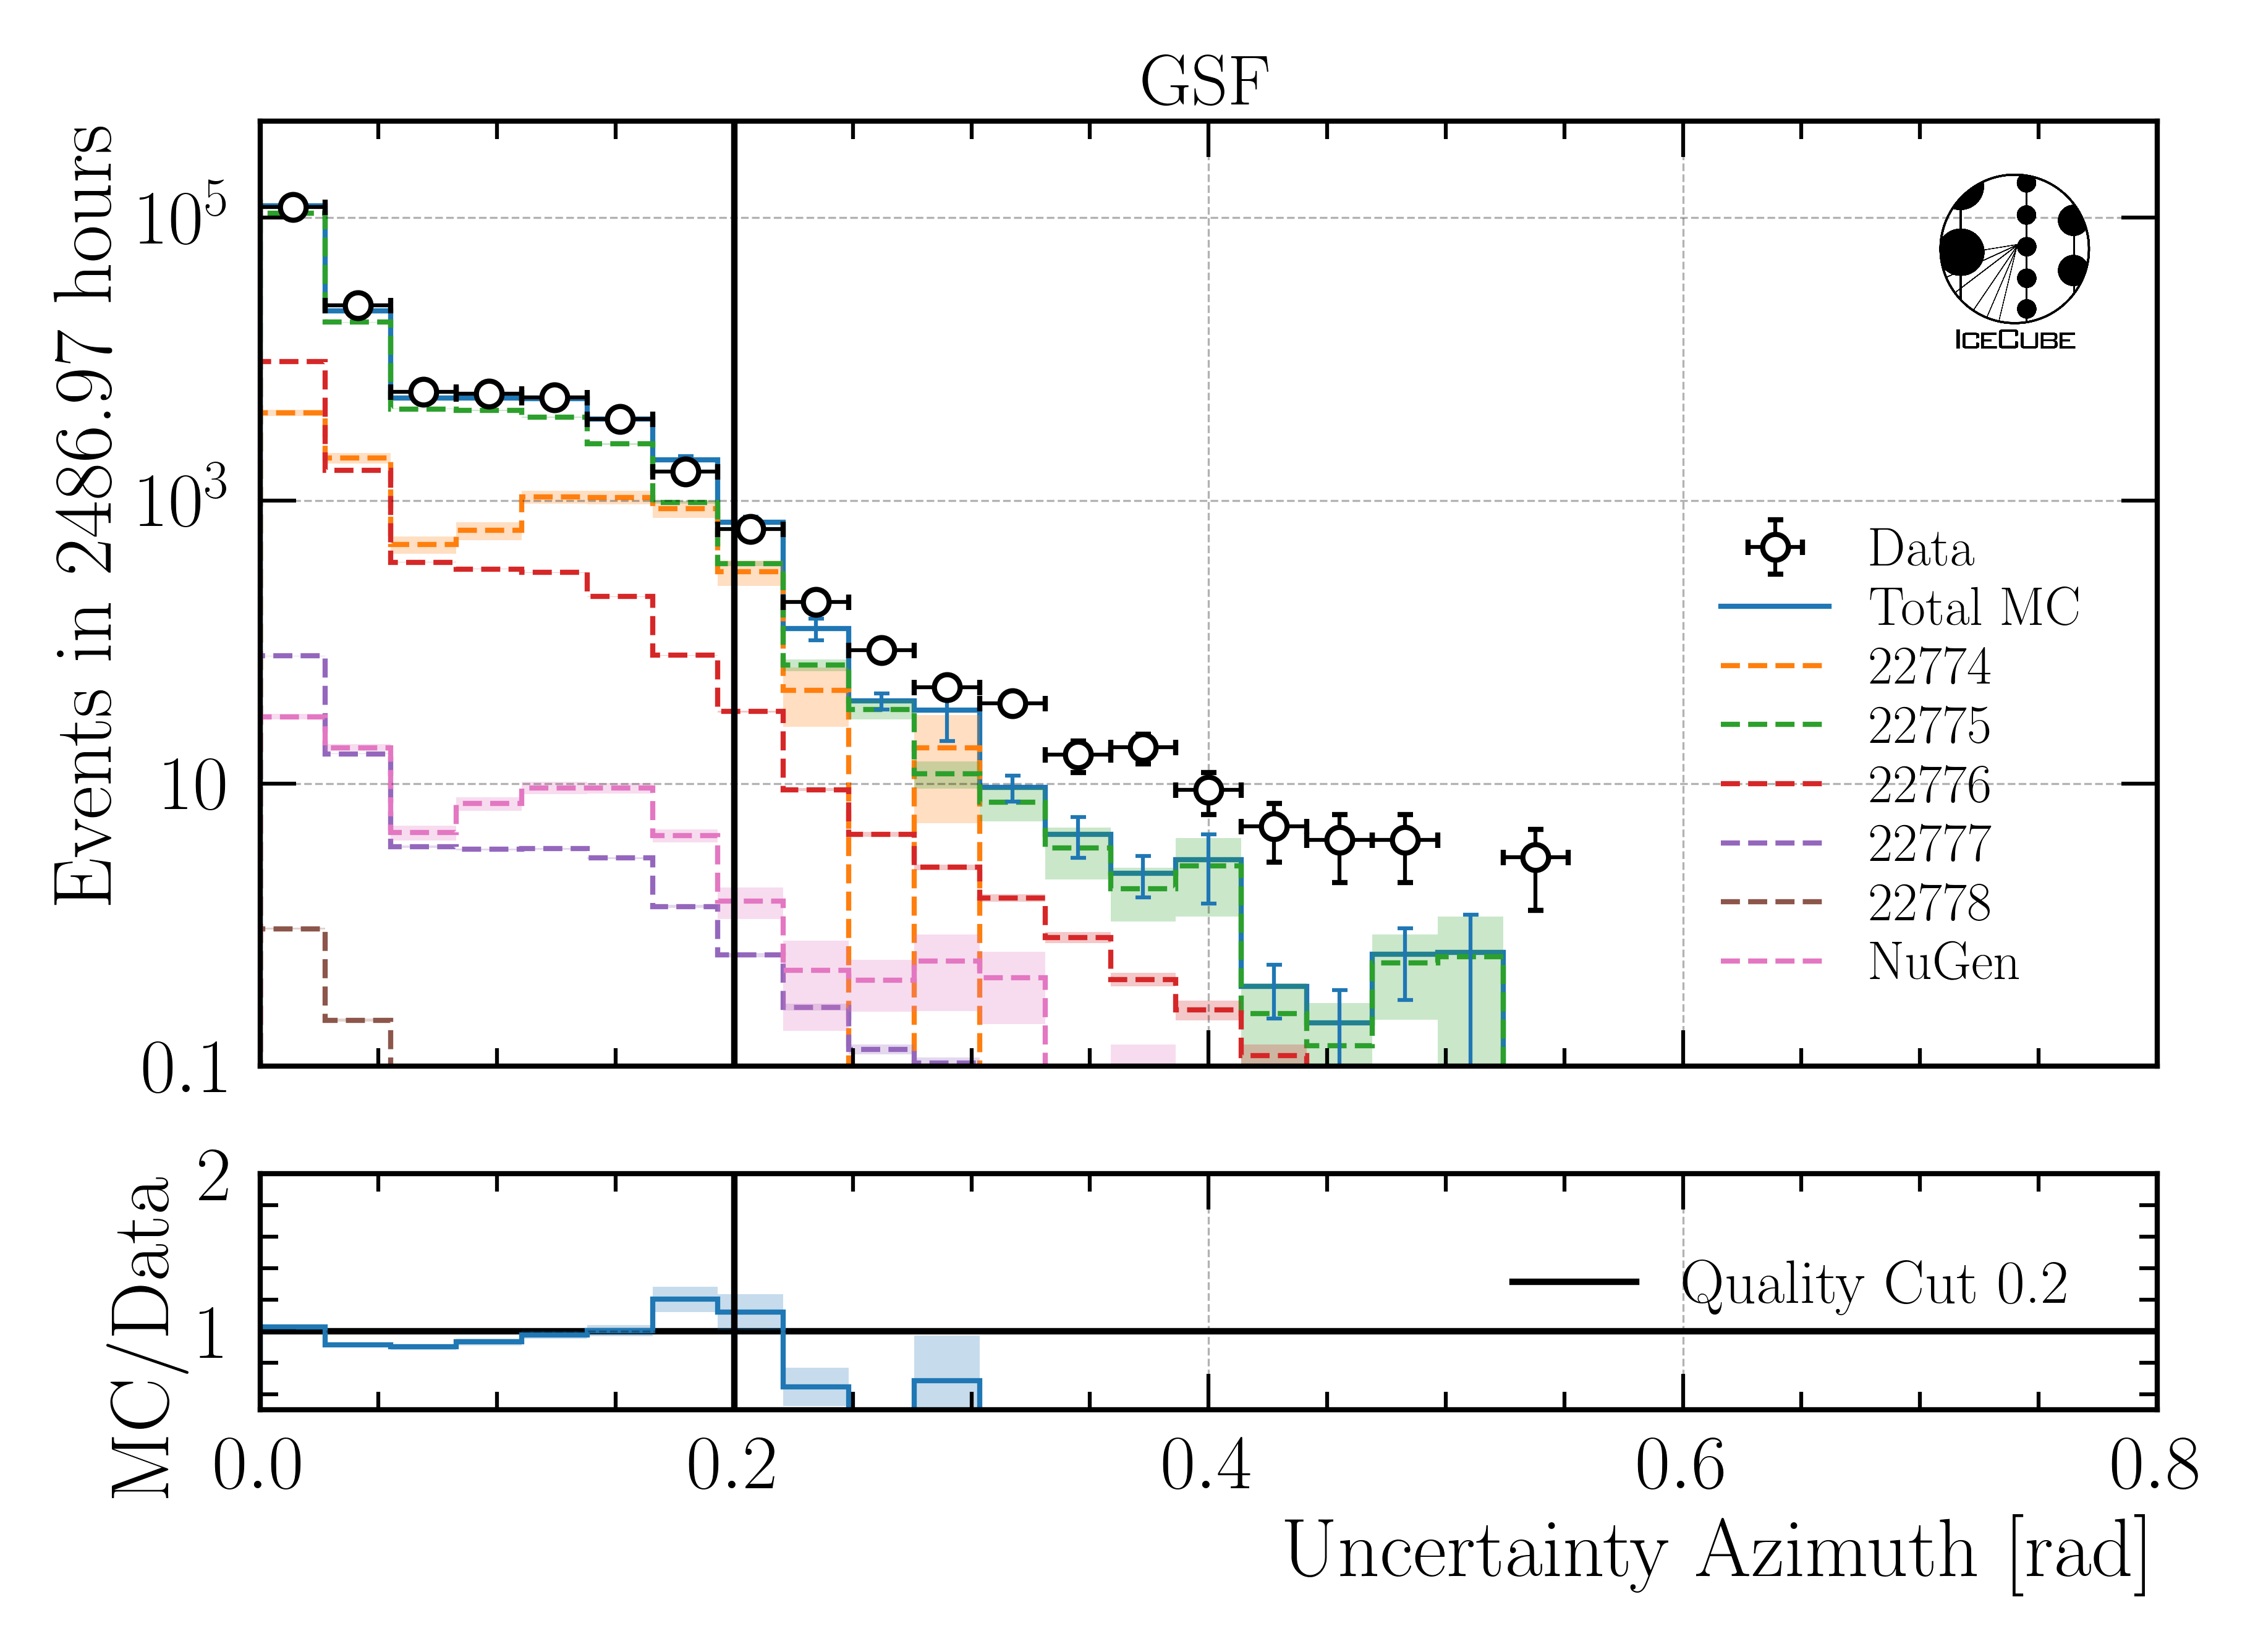 GSF
Events in 2486.97 hours
10^5
10^3
10
0.1
ICECUBE
Data
Total MC
22774
22775
22776
22777
22778
NuGen
MC/Data
2
1
Quality Cut 0.2
0.0 0.2 0.4 0.6 0.8
Uncertainty Azimuth [rad]